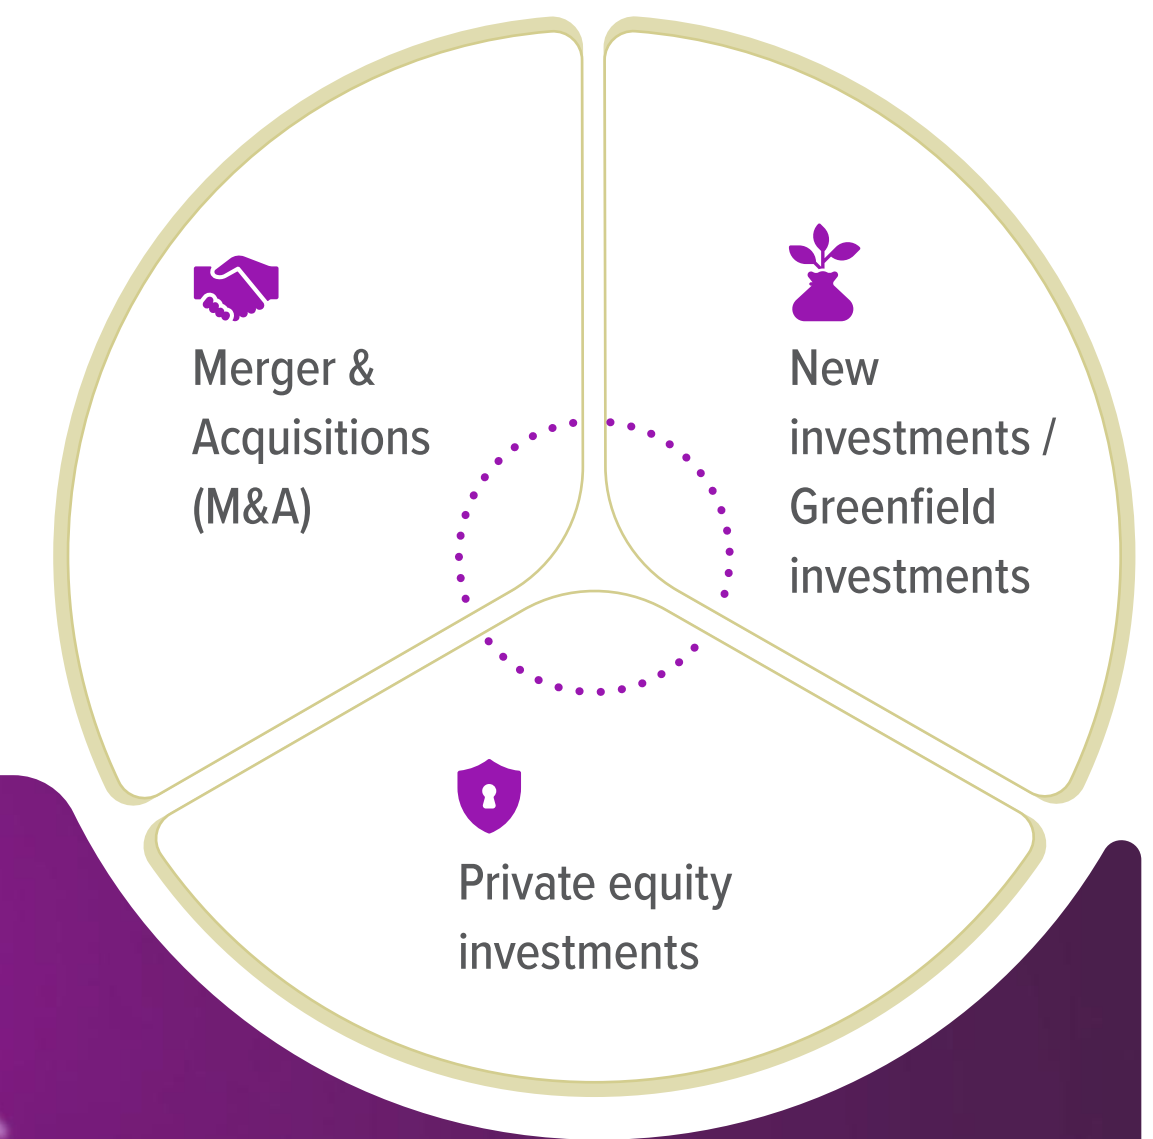 Merger &
Acquisitions
(M&A)
New
investments /
Greenfield
investments
Private equity
investments